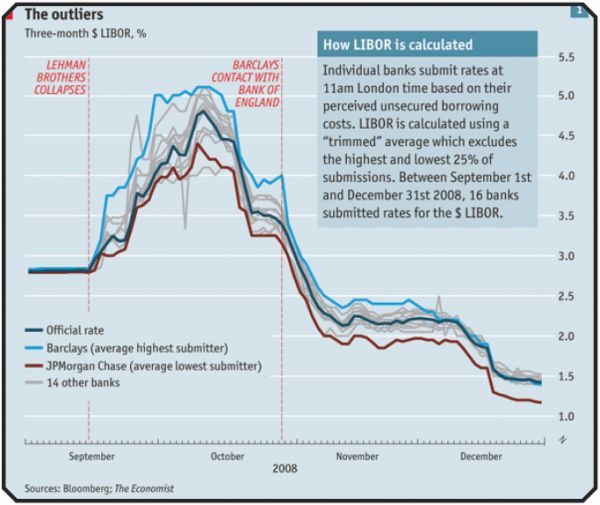 The outliers
1
Three-month $ LIBOR, %
LEHMAN
BROTHERS
COLLAPSES
BARCLAYS
CONTACT WITH
BANK OF
ENGLAND
How LIBOR is calculated
Individual banks submit rates at
11am London time based on their
perceived unsecured borrowing
costs. LIBOR is calculated using a
“trimmed” average which excludes
the highest and lowest 25% of
submissions. Between September 1st
and December 31st 2008, 16 banks
submitted rates for the $ LIBOR.
5.5
5.0
4.5
4.0
3.5
3.0
2.5
2.0
1.5
1.0
Official rate
Barclays (average highest submitter)
JPMorgan Chase (average lowest submitter)
14 other banks
September
October
November
December
2008
Sources: Bloomberg; The Economist